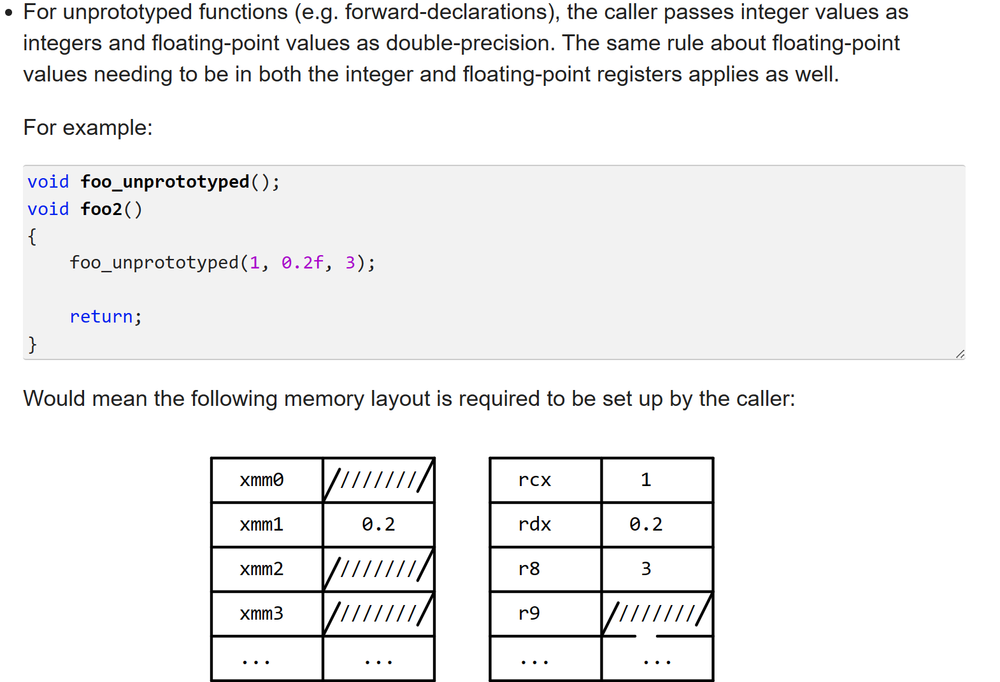 • For unprototyped functions (e.g. forward-declarations), the caller passes integer values as
integers and floating-point values as double-precision. The same rule about floating-point
values needing to be in both the integer and floating-point registers applies as well.
For example:
void foo_unprototyped();
void foo2()
{
    foo_unprototyped(1, 0.2f, 3);
    return;
}
Would mean the following memory layout is required to be set up by the caller:
xmm0 /////////  rcx 1
xmm1 0.2  rdx 0.2
xmm2 /////////  r8 3
xmm3 /////////  r9 /////////
... ...  ... ...